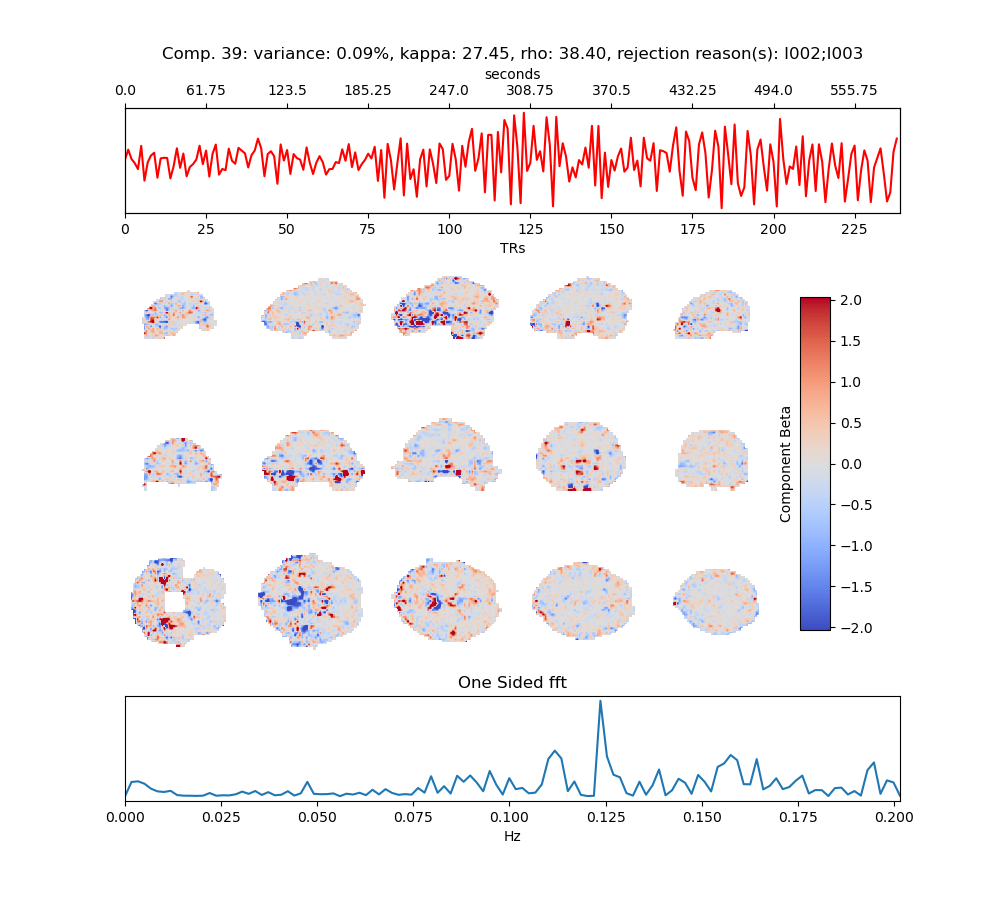 Comp. 39: variance: 0.09%, kappa: 27.45, rho: 38.40, rejection reason(s): I002;I003
seconds
0.0 61.75 123.5 185.25 247.0 308.75 370.5 432.25 494.0 555.75
0 25 50 75 100 125 150 175 200 225
TRs
2.0
1.5
1.0
0.5
0.0
−0.5
−1.0
−1.5
−2.0
Component Beta
One Sided fft
0.000 0.025 0.050 0.075 0.100 0.125 0.150 0.175 0.200
Hz